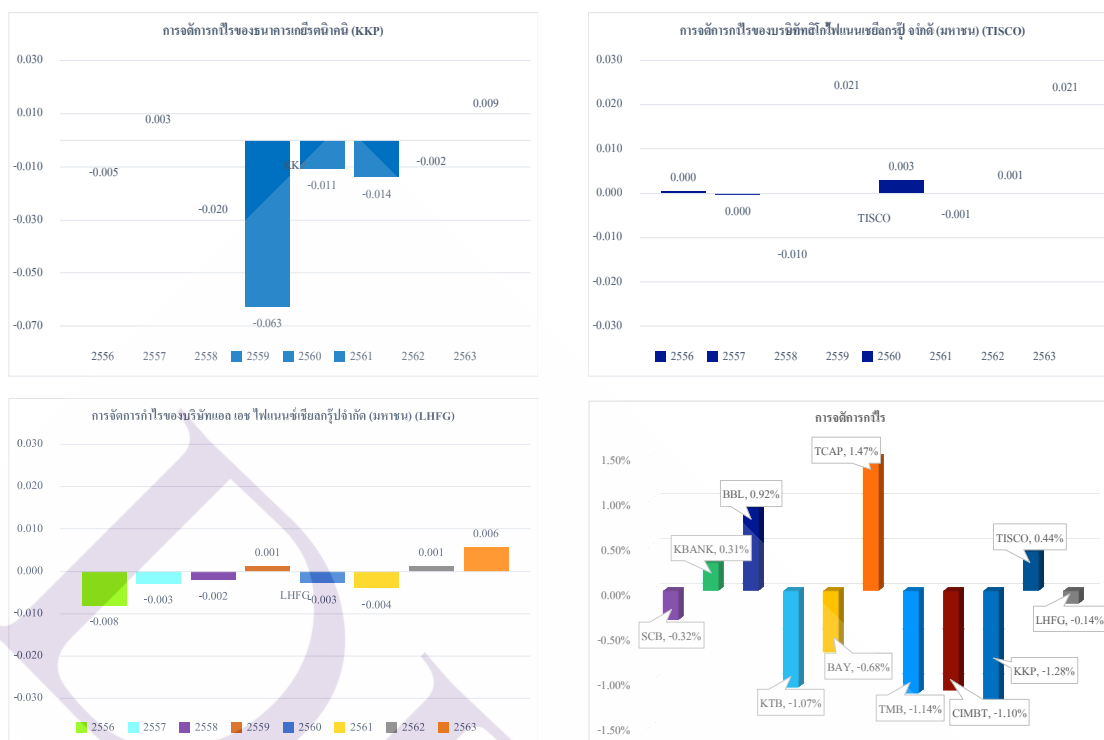 การจัดการกำไรของธนาคารเกียรตินาคิน (KKP)
0.030
0.010
-0.010
-0.030
-0.050
-0.070
-0.005
0.003
-0.020
-0.063
KK
-0.011
-0.014
-0.002
0.009
2556 2557 2558 2559 2560 2561 2562 2563
การจัดการกำไรของบริษัททิสโก้ไฟแนนเชียลกรุ๊ป จำกัด (มหาชน) (TISCO)
0.030
0.020
0.010
0.000
-0.010
-0.020
-0.030
0.000
0.000
-0.010
0.021
0.003
TISCO
-0.001
0.001
0.021
2556 2557 2558 2559 2560 2561 2562 2563
การจัดการกำไรของบริษัทแอล เอช ไฟแนนซ์เชียลกรุ๊ปจำกัด (มหาชน) (LHFG)
0.030
0.020
0.010
0.000
-0.010
-0.020
-0.030
-0.008
-0.003
-0.002
0.001
LHFG
-0.003
-0.004
0.001
0.006
2556 2557 2558 2559 2560 2561 2562 2563
การจัดการกำไร
1.50%
1.00%
0.50%
0.00%
-0.50%
-1.00%
-1.50%
SCB, -0.32%
KBANK, 0.31%
BBL, 0.92%
KTB, -1.07%
BAY, -0.68%
TCAP, 1.47%
TMB, -1.14%
CIMBT, -1.10%
KKP, -1.28%
TISCO, 0.44%
LHFG, -0.14%